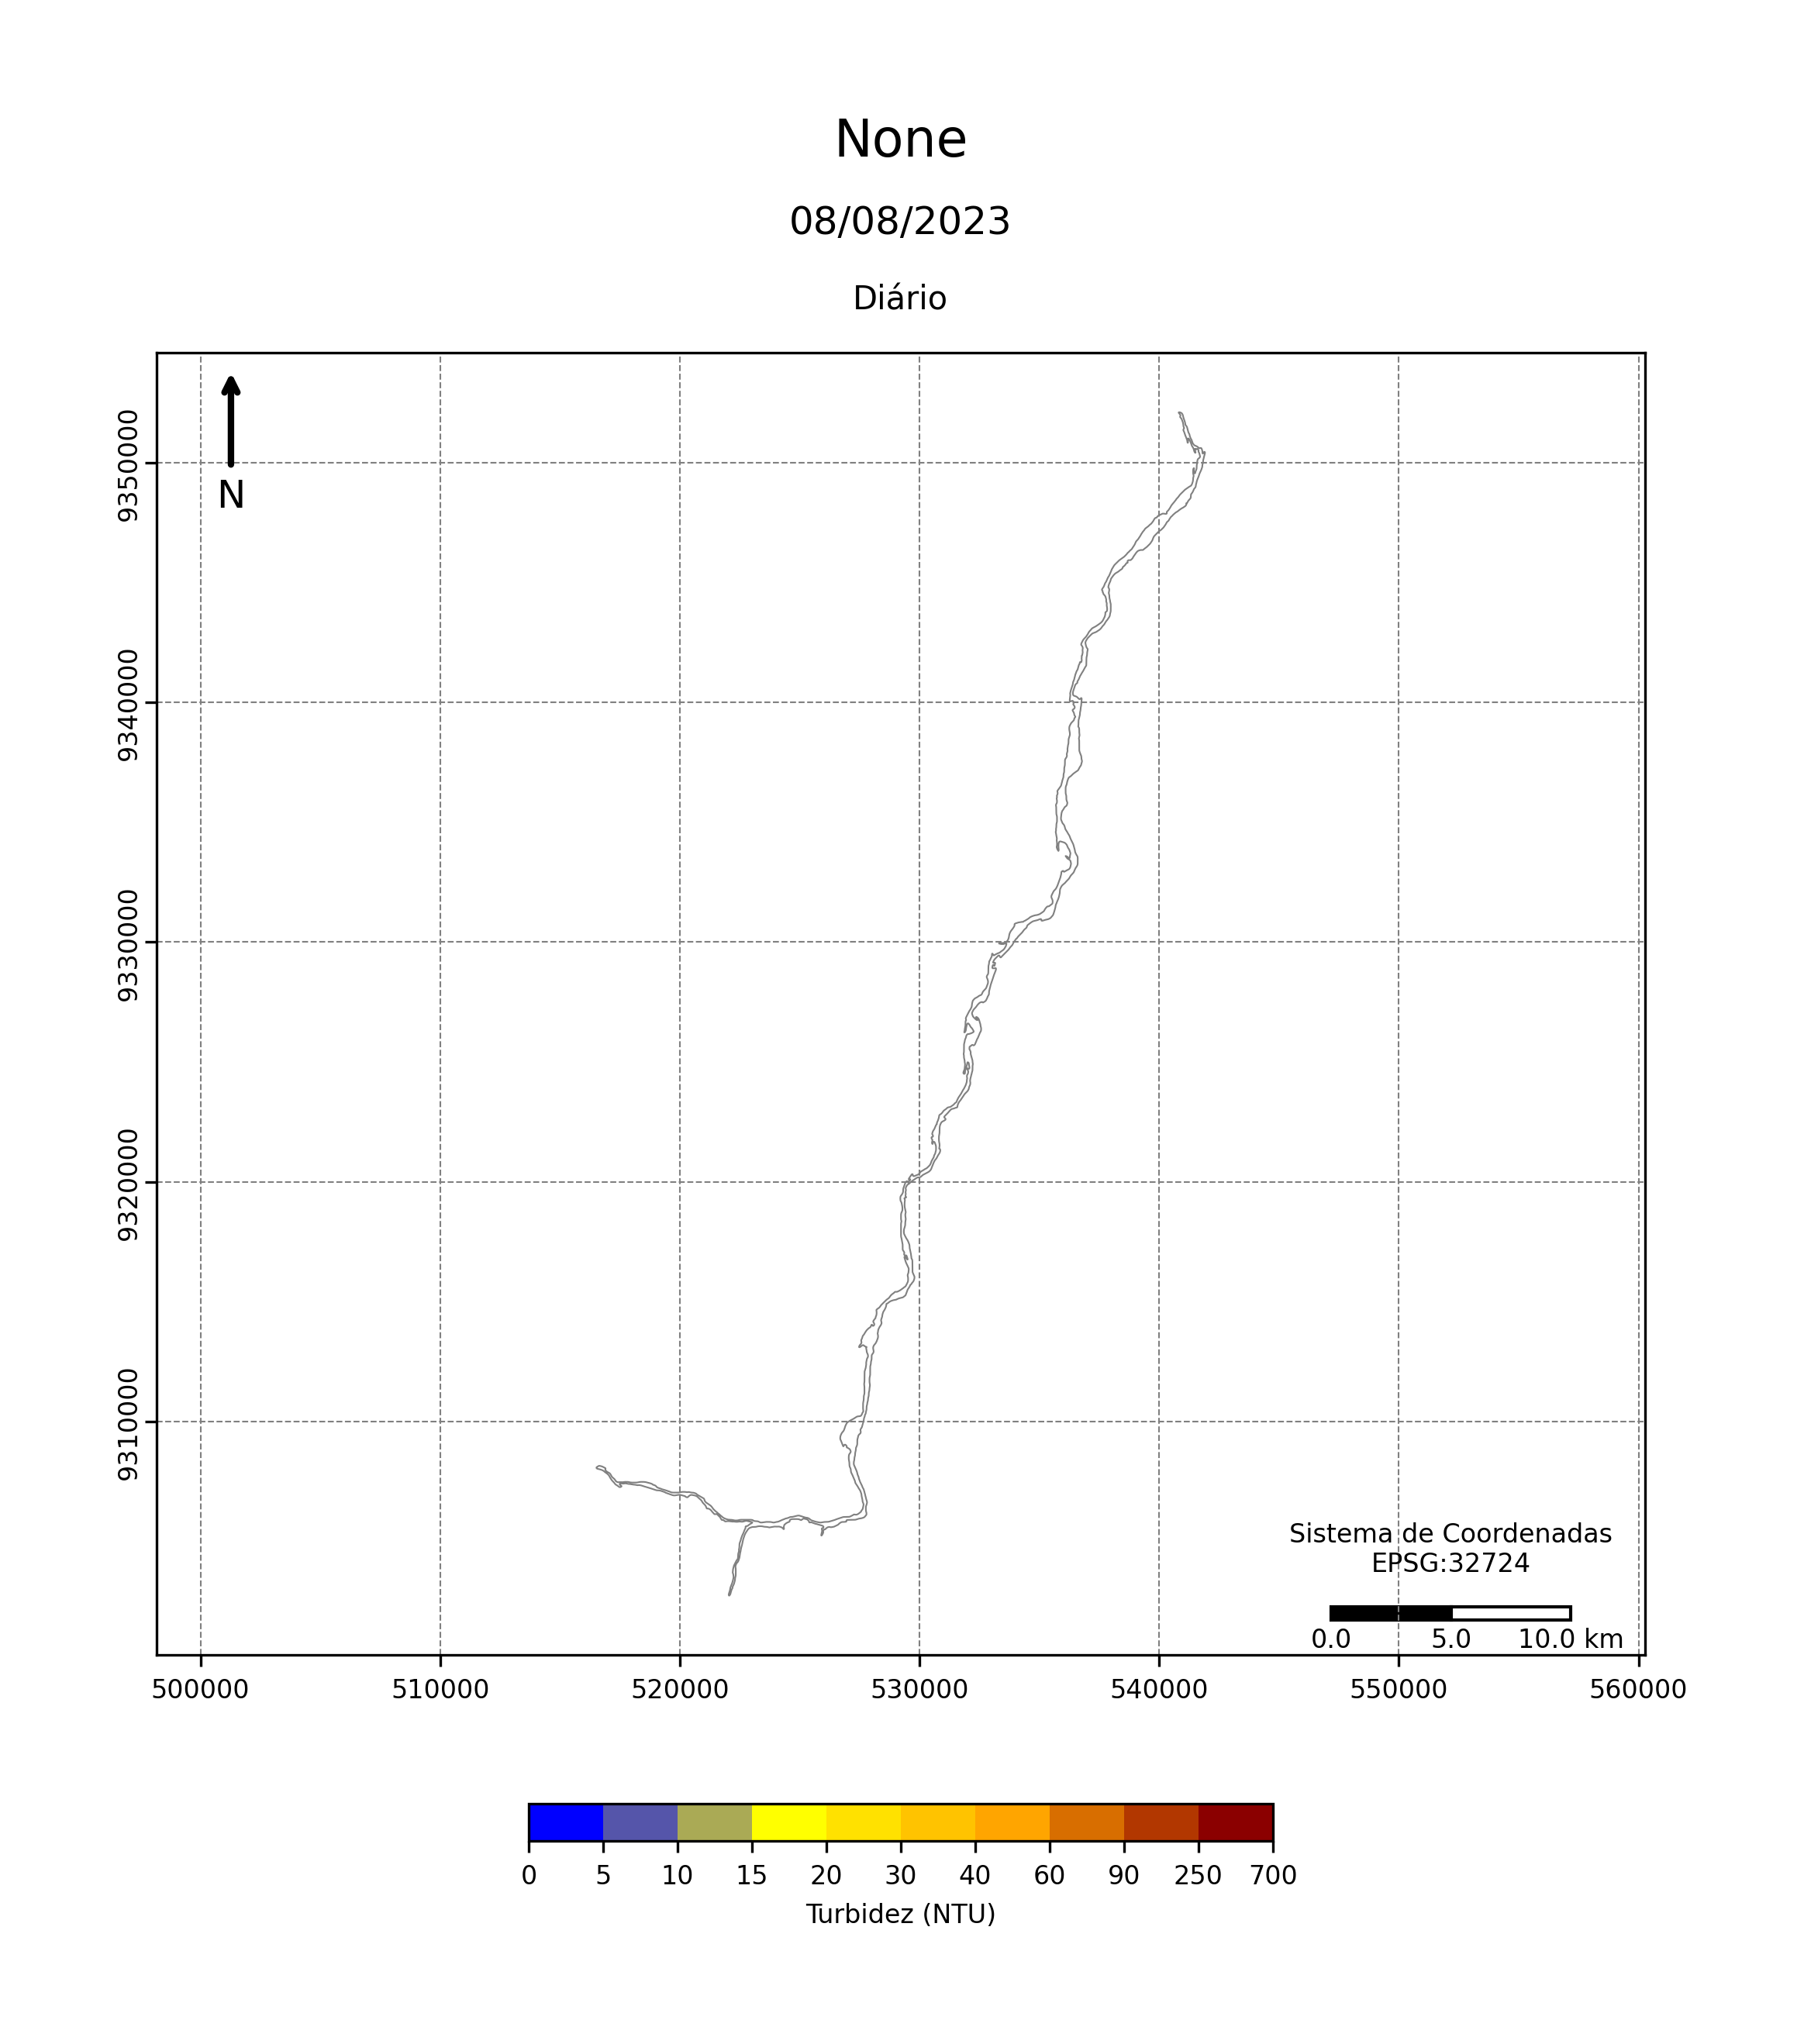 None
08/08/2023
Diário
N
9350000
9340000
9330000
9320000
9310000
Sistema de Coordenadas
EPSG:32724
0.0 5.0 10.0 km
500000 510000 520000 530000 540000 550000 560000
0 5 10 15 20 30 40 60 90 250 700
Turbidez (NTU)